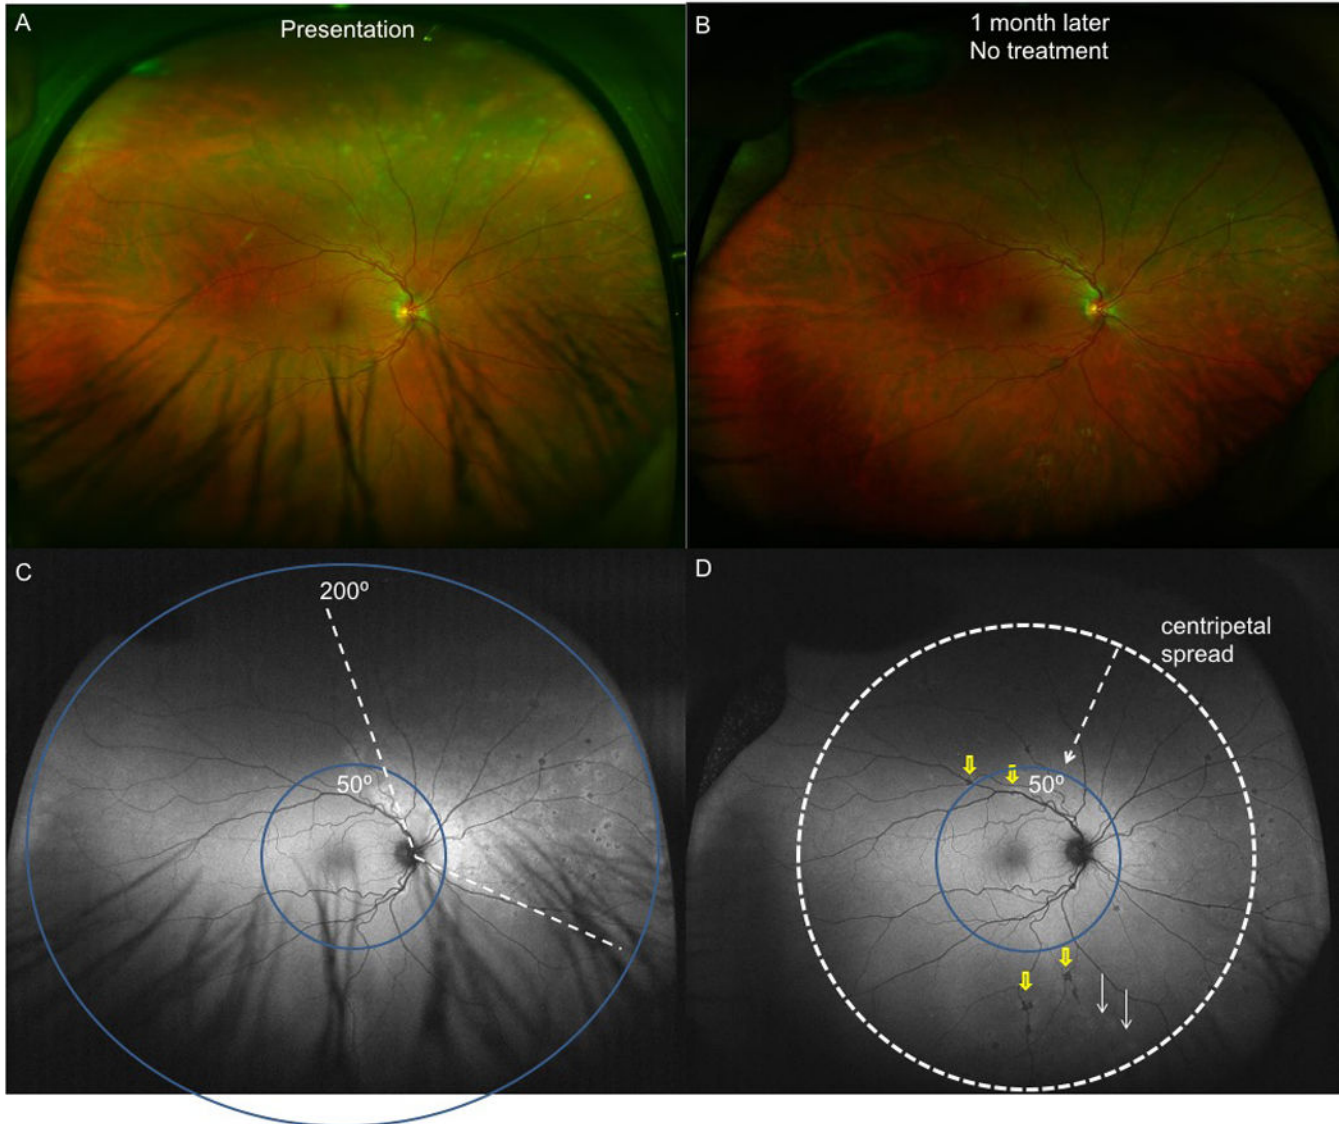 A
Presentation
B
1 month later
No treatment
C
200º
50º
D
centripetal
spread
50º